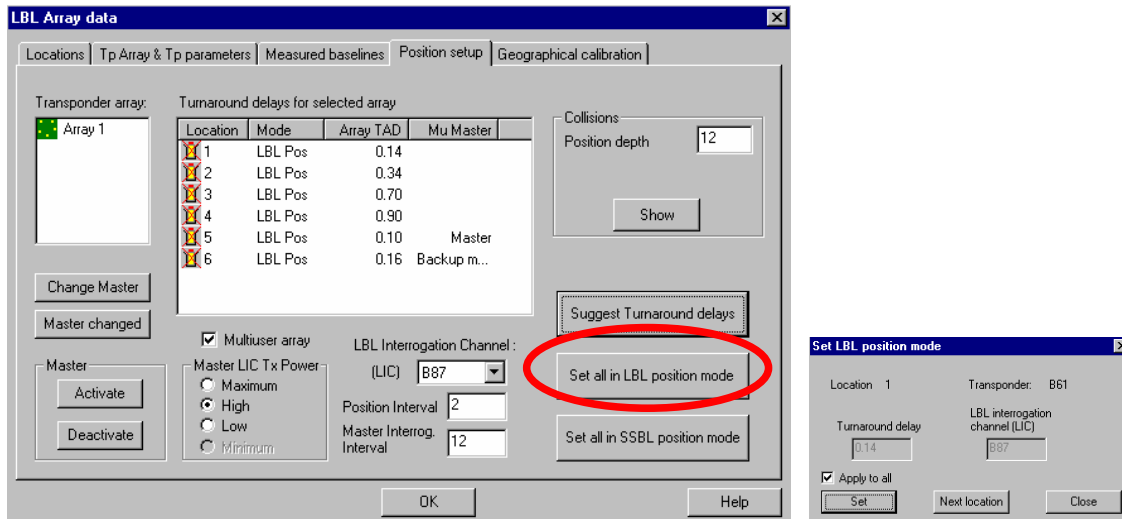 LBL Array data
Locations Tp Array & Tp parameters Measured baselines Position setup Geographical calibration
Transponder array:
Array 1
Change Master
Master changed
Master
Activate
Deactivate
Turnaround delays for selected array
Location Mode Array TAD Mu Master
1 LBL Pos 0.14
2 LBL Pos 0.34
3 LBL Pos 0.70
4 LBL Pos 0.90
5 LBL Pos 0.10 Master
6 LBL Pos 0.16 Backup m...
Multiuser array
Master LIC Tx Power
Maximum
High
Low
Minimum
LBL Interrogation Channel :
(LIC) B87
Position Interval 2
Master Interrog.
Interval 12
Collisions
Position depth 12
Show
Suggest Turnaround delays
Set all in LBL position mode
Set all in SSBL position mode
OK
Help
Set LBL position mode
Location 1 Transponder: B61
Turnaround delay
0.14
LBL interrogation
channel (LIC)
B87
Apply to all
Set Next location Close